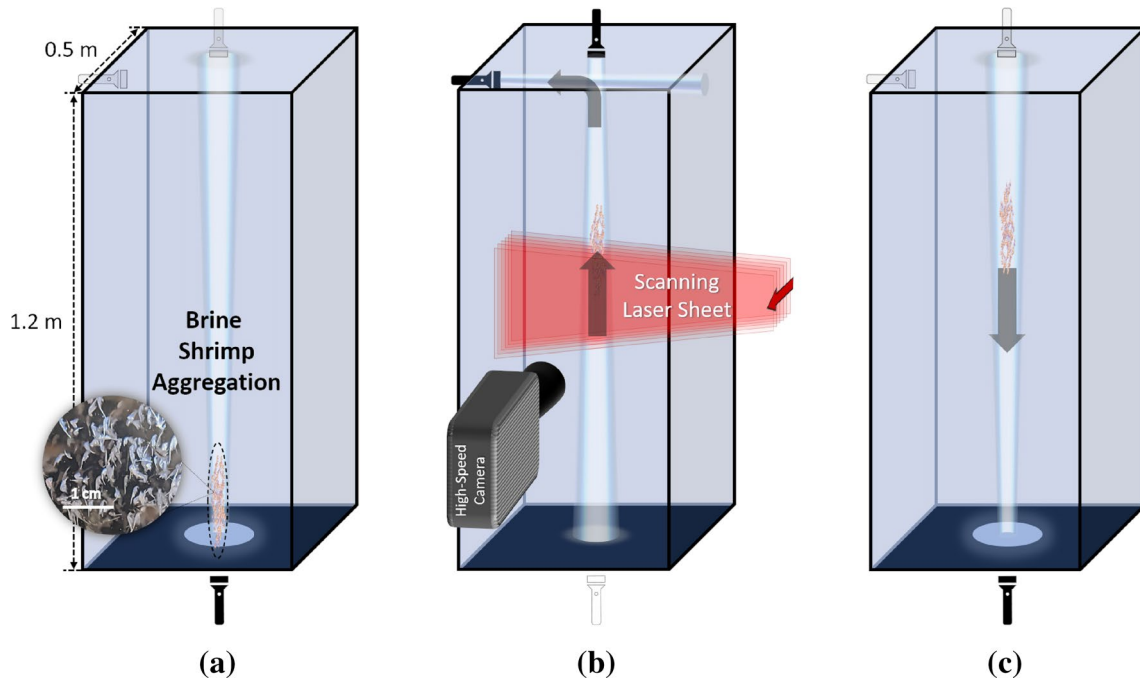 0.5 m
1.2 m
Brine
Shrimp
Aggregation
1 cm
Scanning
Laser Sheet
High-Speed
Camera
(a)
(b)
(c)